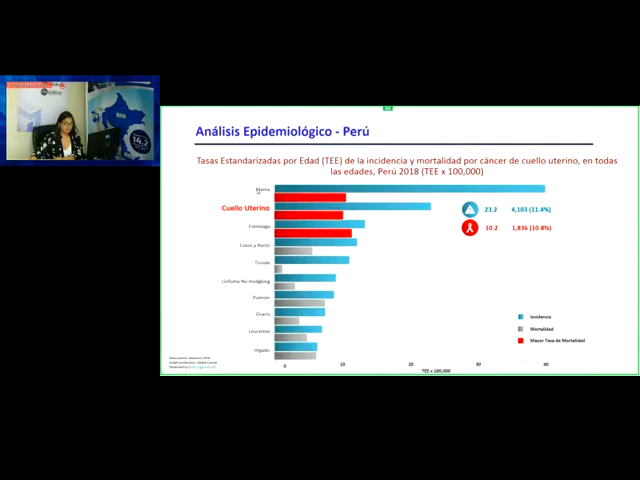 Análisis Epidemiológico - Perú
Tasas Estandarizadas por Edad (TEE) de la incidencia y mortalidad por cáncer de cuello uterino, en todas
las edades, Perú 2018 (TEE x 100,000)
Mama
Cuello Uterino
Estómago
Colon y Recto
Tiroide
Linfoma No-Hodgking
Pulmón
Ovario
Leucemia
Hígado
23.2 4,103 (11.4%)
10.2 1,836 (10.8%)
Incidencia
Mortalidad
Mayor Tasa de Mortalidad
0 10 20 30 40
TEE x 100,000